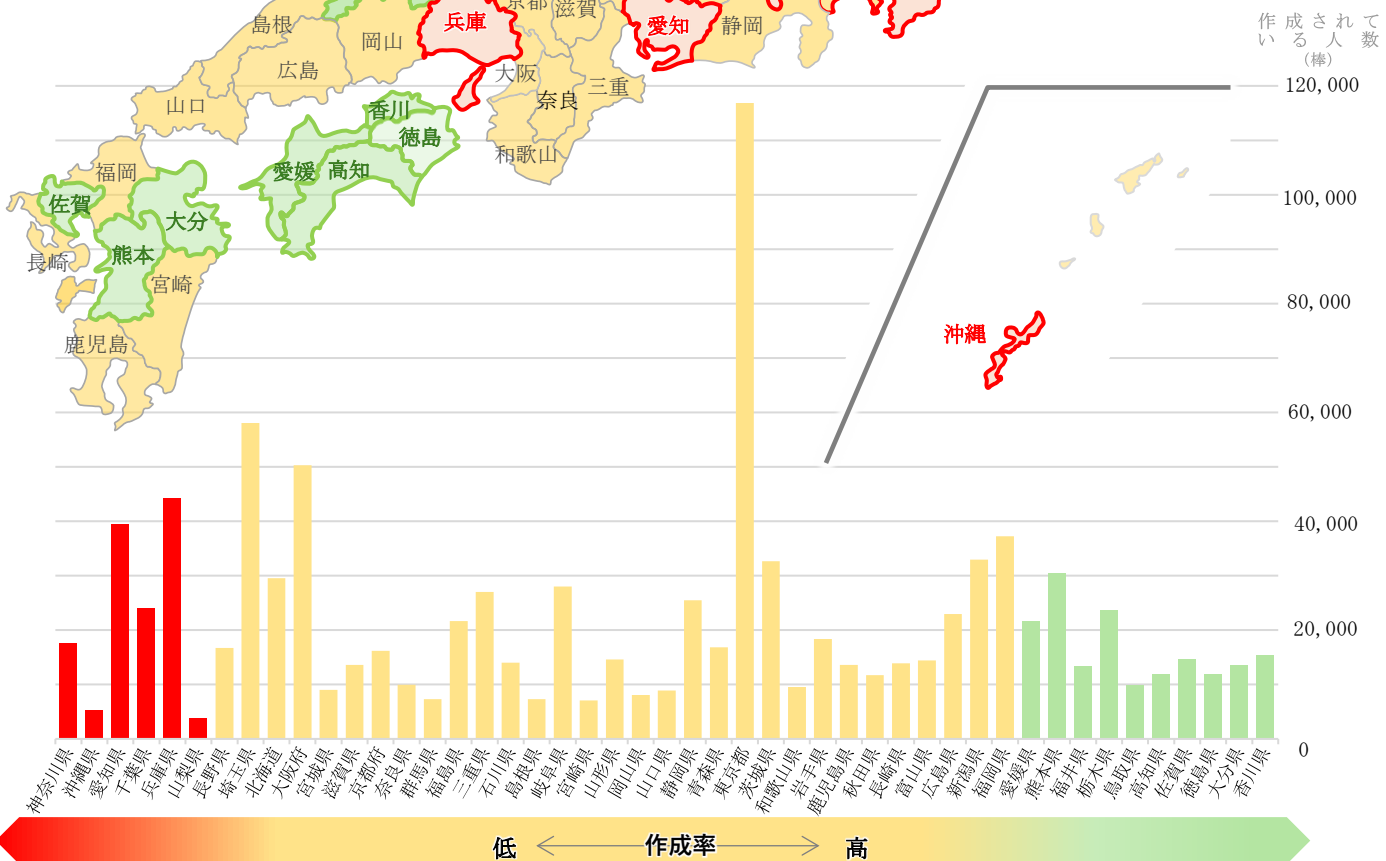 京都
滋賀
兵庫
愛知
静岡
島根
岡山
作成されて
いる人数
(棒)
広島
大阪
三重
奈良
山口
香川
徳島
和歌山
福岡
愛媛
高知
佐賀
大分
熊本
長崎
宮崎
鹿児島
沖縄
120,000
100,000
80,000
60,000
40,000
20,000
0
神奈川県
沖縄県
愛知県
千葉県
兵庫県
山梨県
長野県
埼玉県
北海道
大阪府
宮城県
滋賀県
京都府
奈良県
群馬県
福島県
三重県
石川県
島根県
岐阜県
宮崎県
山形県
岡山県
山口県
静岡県
青森県
東京都
茨城県
和歌山県
岩手県
鹿児島県
秋田県
長崎県
富山県
広島県
新潟県
福岡県
愛媛県
熊本県
福井県
栃木県
鳥取県
高知県
佐賀県
徳島県
大分県
香川県
低 作成率 高